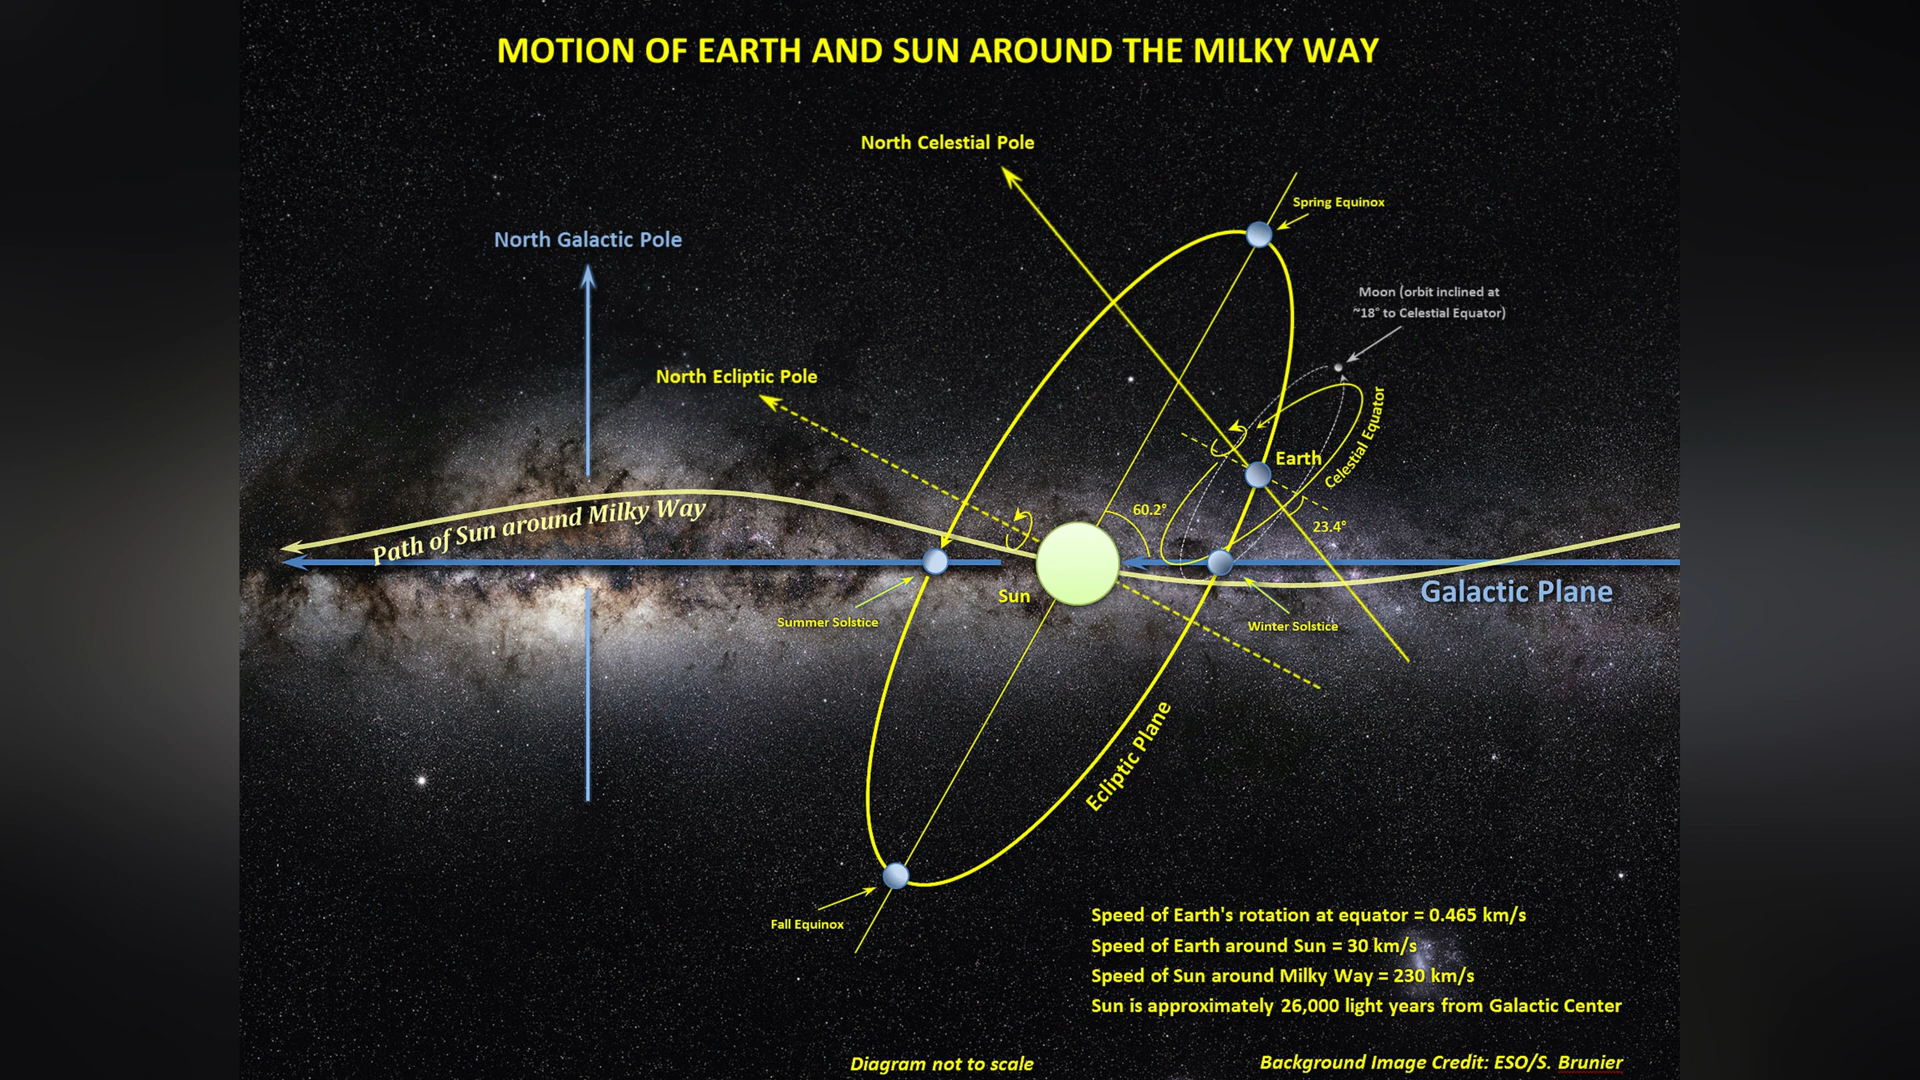 MOTION OF EARTH AND SUN AROUND THE MILKY WAY
North Celestial Pole
Spring Equinox
North Galactic Pole
Moon (orbit inclined at
~18° to Celestial Equator)
North Ecliptic Pole
Celestial Equator
Earth
60.2°
23.4°
Path of Sun around Milky Way
Sun
Galactic Plane
Summer Solstice
Winter Solstice
Ecliptic Plane
Fall Equinox
Speed of Earth's rotation at equator = 0.465 km/s
Speed of Earth around Sun = 30 km/s
Speed of Sun around Milky Way = 230 km/s
Sun is approximately 26,000 light years from Galactic Center
Diagram not to scale
Background Image Credit: ESO/S. Brunier